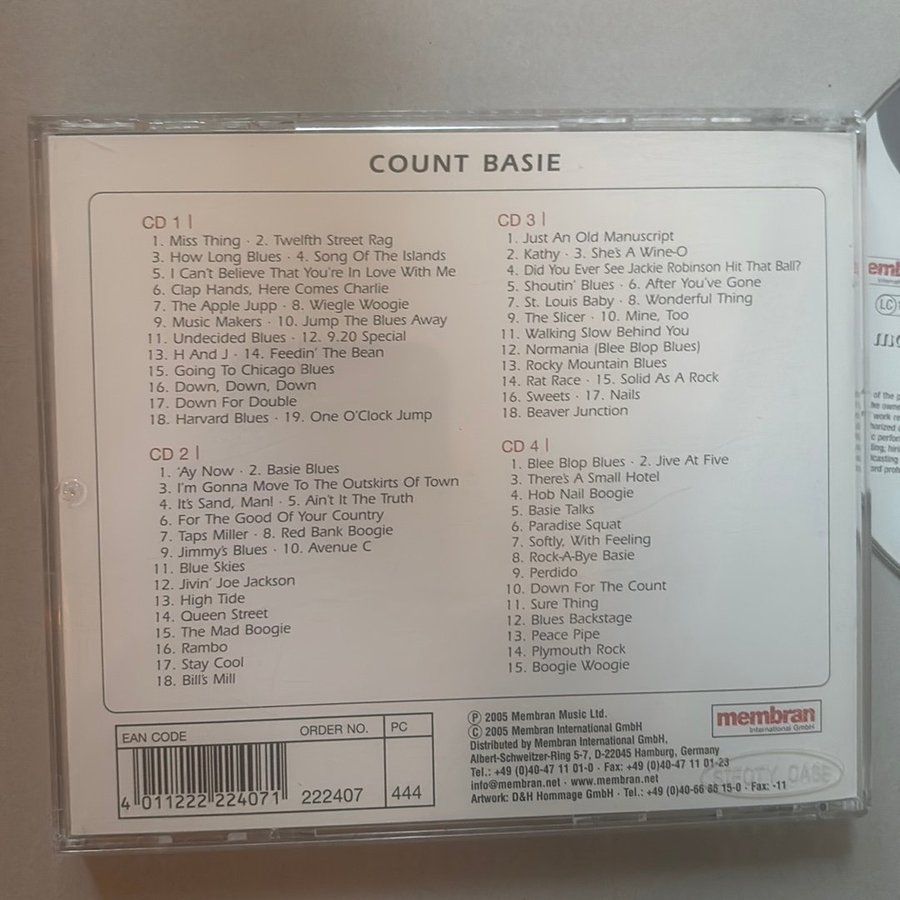 COUNT BASIE
CD 1 |
1. Miss Thing · 2. Twelfth Street Rag
3. How Long Blues · 4. Song Of The Islands
5. I Can't Believe That You're In Love With Me
6. Clap Hands, Here Comes Charlie
7. The Apple Jupp · 8. Wiegle Woogie
9. Music Makers · 10. Jump The Blues Away
11. Undecided Blues · 12. 9.20 Special
13. H And J · 14. Feedin' The Bean
15. Going To Chicago Blues
16. Down, Down, Down
17. Down For Double
18. Harvard Blues · 19. One O'Clock Jump
CD 2 |
1. 'Ay Now · 2. Basie Blues
3. I'm Gonna Move To The Outskirts Of Town
4. It's Sand, Man! · 5. Ain't It The Truth
6. For The Good Of Your Country
7. Taps Miller · 8. Red Bank Boogie
9. Jimmy's Blues · 10. Avenue C
11. Blue Skies
12. Jivin' Joe Jackson
13. High Tide
14. Queen Street
15. The Mad Boogie
16. Rambo
17. Stay Cool
18. Bill's Mill
CD 3 |
1. Just An Old Manuscript
2. Kathy · 3. She's A Wine-O
4. Did You Ever See Jackie Robinson Hit That Ball?
5. Shoutin' Blues · 6. After You've Gone
7. St. Louis Baby · 8. Wonderful Thing
9. The Slicer · 10. Mine, Too
11. Walking Slow Behind You
12. Normania (Blee Blop Blues)
13. Rocky Mountain Blues
14. Rat Race · 15. Solid As A Rock
16. Sweets · 17. Nails
18. Beaver Junction
CD 4 |
1. Blee Blop Blues · 2. Jive At Five
3. There's A Small Hotel
4. Hob Nail Boogie
5. Basie Talks
6. Paradise Squat
7. Softly, With Feeling
8. Rock-A-Bye Basie
9. Perdido
10. Down For The Count
11. Sure Thing
12. Blues Backstage
13. Peace Pipe
14. Plymouth Rock
15. Boogie Woogie
EAN CODE
ORDER NO.
PC
4 011222 224071
222407
444
℗ 2005 Membran Music Ltd.
© 2005 Membran International GmbH
Distributed by Membran International GmbH,
Albert-Schweitzer-Ring 5-7, D-22045 Hamburg, Germany
Tel.: +49 (0)40-47 11 01-0 · Fax: +49 (0)40-47 11 01-23
info@membran.net · www.membran.net
Artwork: D&H Hommage GmbH · Tel.: +49 (0)40-66 86 15-0 · Fax: -11
membran
International GmbH
LC
of the
work